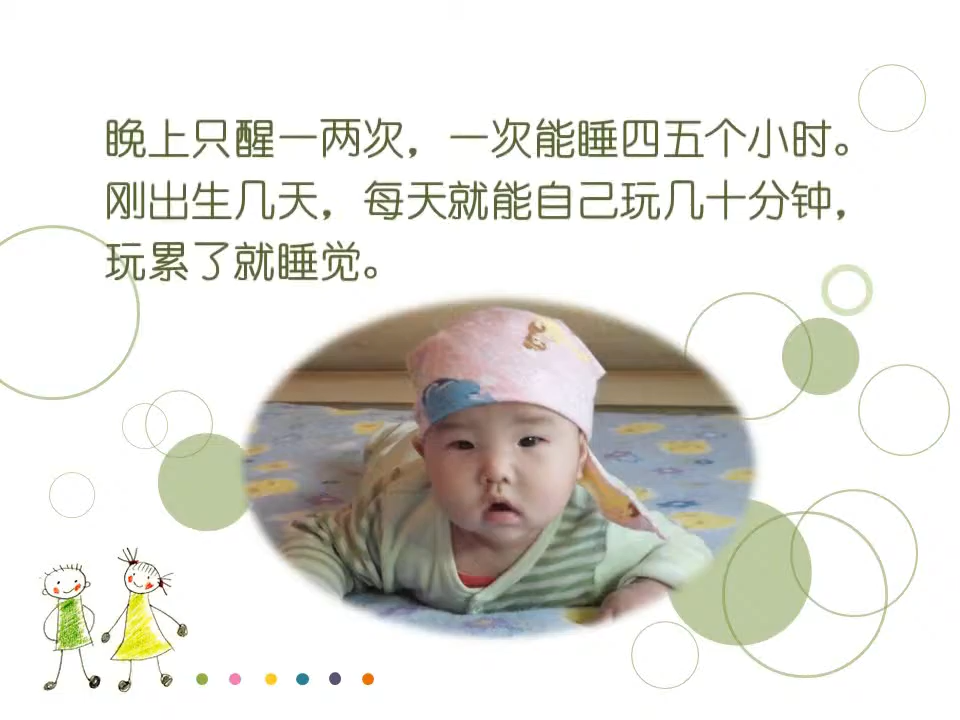 晚上只醒一两次，一次能睡四五个小时。
刚出生几天，每天就能自己玩几十分钟，
玩累了就睡觉。